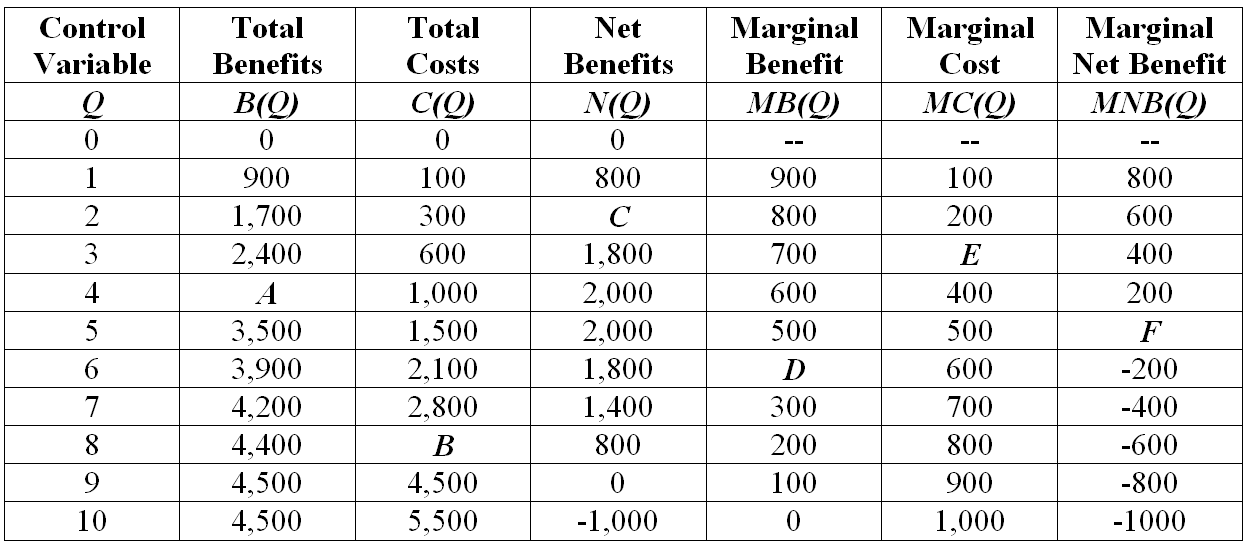 Control Variable Total Benefits Total Costs Net Benefits Marginal Benefit Marginal Cost Marginal Net Benefit
Q B(Q) C(Q) N(Q) MB(Q) MC(Q) MNB(Q)
0 0 0 0 -- -- --
1 900 100 800 900 100 800
2 1,700 300 C 800 200 600
3 2,400 600 1,800 700 E 400
4 A 1,000 2,000 600 400 200
5 3,500 1,500 2,000 500 500 F
6 3,900 2,100 1,800 D 600 -200
7 4,200 2,800 1,400 300 700 -400
8 4,400 B 800 200 800 -600
9 4,500 4,500 0 100 900 -800
10 4,500 5,500 -1,000 0 1,000 -1000